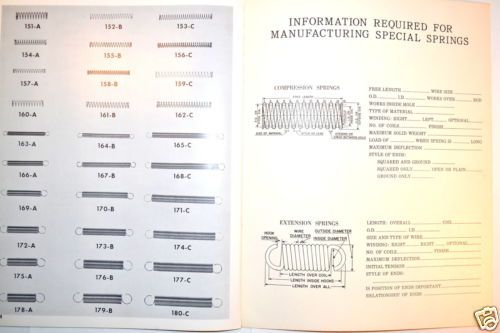 151-A 152-B 153-C
154-A 155-B 156-C
157-A 158-B 159-C
160-A 161-B 162-C
163-A 164-B 165-C
166-A 167-B 168-C
169-A 170-B 171-C
172-A 173-B 174-C
175-A 176-B 177-C
178-A 179-B 180-C
INFORMATION REQUIRED FOR
MANUFACTURING SPECIAL SPRINGS
COMPRESSION SPRINGS
FREE LENGTH
FREE LENGTH WIRE SIZE
O.D. I.D. WORKS OVER ROD
WORKS INSIDE HOLE
TYPE OF MATERIAL
WINDING: RIGHT LEFT OPTIONAL
NO. OF COILS FINISH
MAXIMUM SOLID WEIGHT
LOAD OF WHEN SPRING IS LONG
MAXIMUM DEFLECTION
STYLE OF ENDS:
SQUARED AND GROUND
SQUARED ONLY OPEN OR PLAIN
GROUND ONLY
EXTENSION SPRINGS
HOOK OPENING
WIRE DIAMETER
OUTSIDE DIAMETER
INSIDE DIAMETER
LENGTH OVER COIL
LENGTH INSIDE HOOKS
LENGTH OVER ALL
LENGTH: OVERALL COIL
O.D. I.D.
SIZE AND TYPE OF WIRE
WINDING: RIGHT OPTIONAL
NO. OF COILS FINISH
MAXIMUM DEFLECTION
INITIAL TENSION
STYLE OF ENDS:
IS POSITION OF ENDS IMPORTANT
RELATIONSHIP OF ENDS